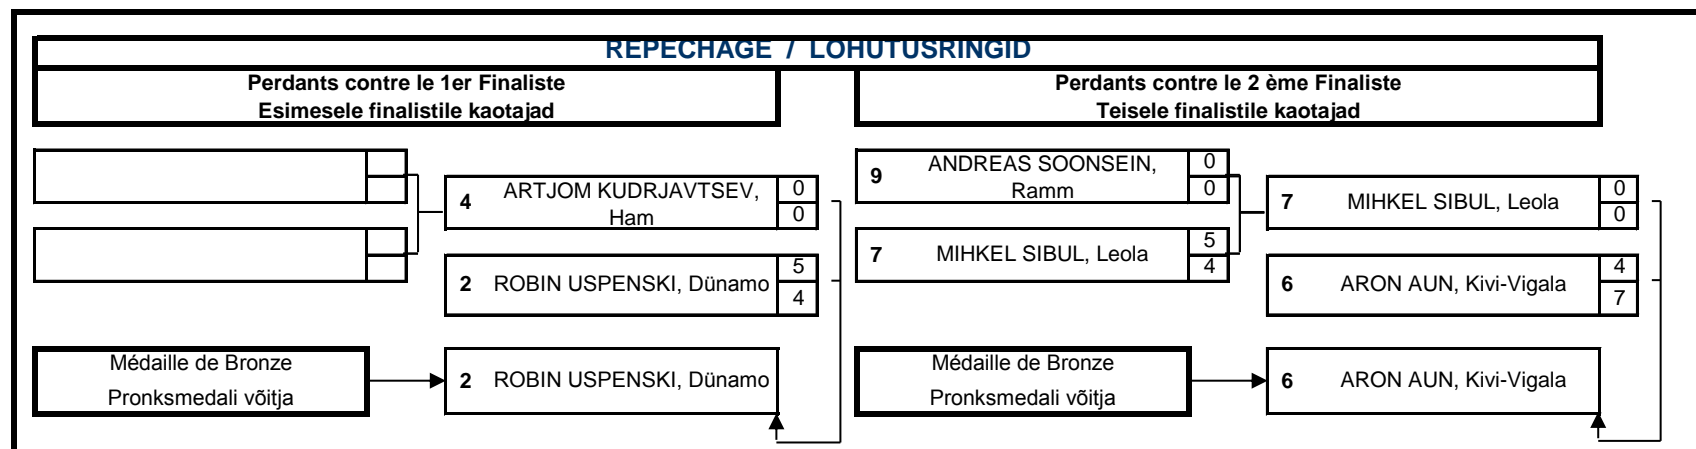 REPECHAGE / LOHUTUSRINGID
Perdants contre le 1er Finaliste
Esimesele finalistile kaotajad
Perdants contre le 2 ème Finaliste
Teisele finalistile kaotajad
4 ARTJOM KUDRJAVTSEV, Ham 0 0
2 ROBIN USPENSKI, Dünamo 5 4
9 ANDREAS SOONSEIN, Ramm 0 0
7 MIHKEL SIBUL, Leola 5 4
7 MIHKEL SIBUL, Leola 0 0
6 ARON AUN, Kivi-Vigala 4 7
Médaille de Bronze
Pronksmedali võitja
2 ROBIN USPENSKI, Dünamo
Médaille de Bronze
Pronksmedali võitja
6 ARON AUN, Kivi-Vigala